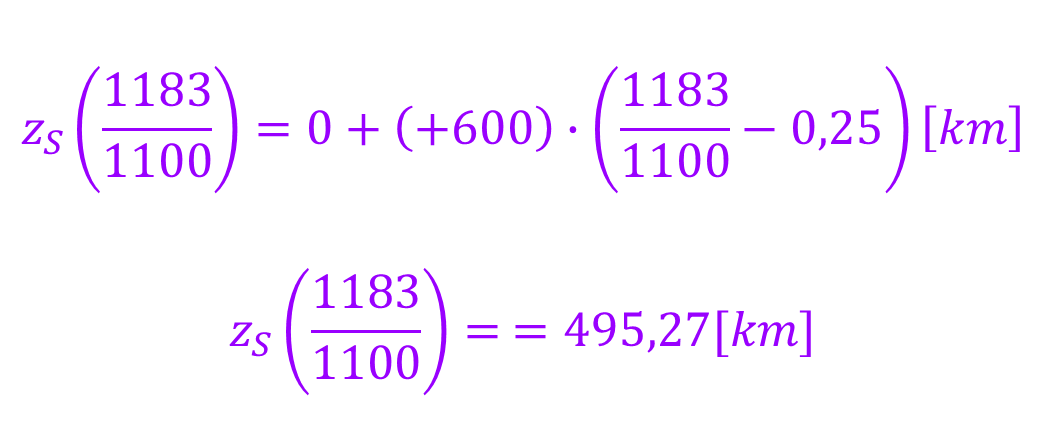 z_S(1183/1100) = 0 + (+600) · (1183/1100 − 0,25) [km]
z_S(1183/1100) = = 495,27[km]